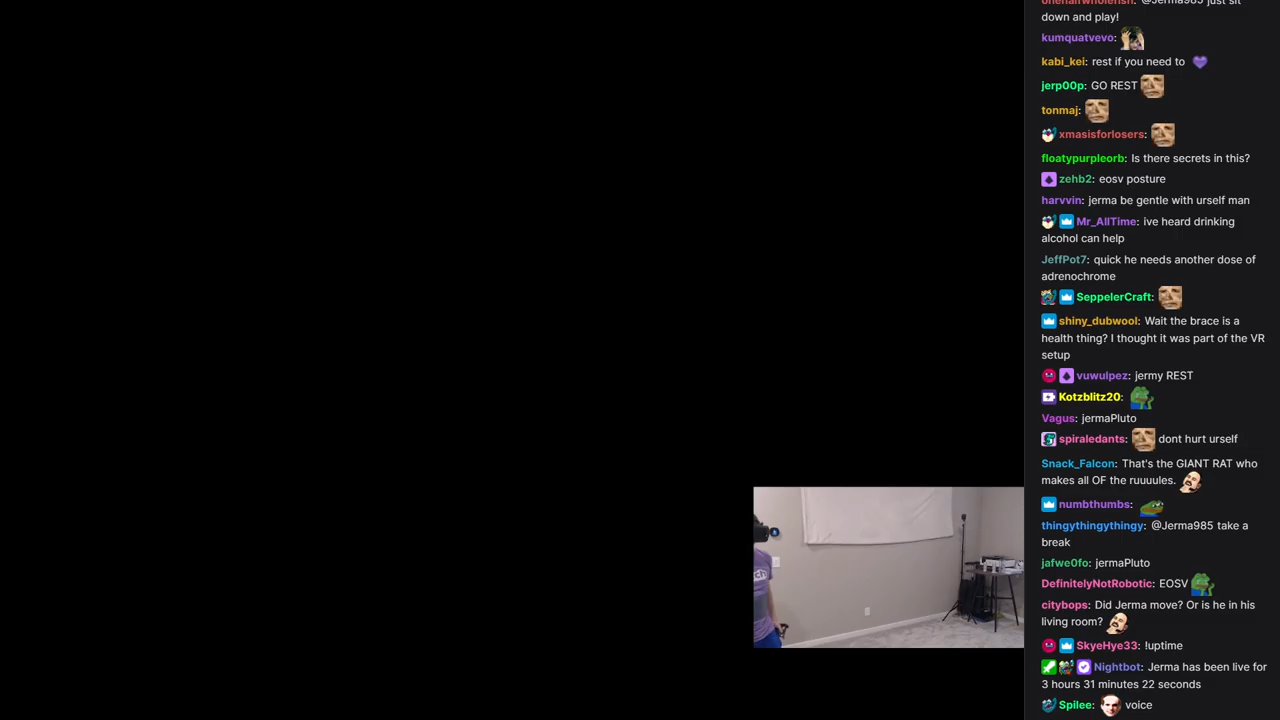 @Jerma985 just sit
down and play!
kumquatvevo:
kabi_kei: rest if you need to
jerp00p: GO REST
tonmaj:
xmasisforlosers:
floatypurpleorb: Is there secrets in this?
zehb2: eosv posture
harvvin: jerma be gentle with urself man
Mr_AllTime: ive heard drinking
alcohol can help
JeffPot7: quick he needs another dose of
adrenochrome
SeppelerCraft:
shiny_dubwool: Wait the brace is a
health thing? I thought it was part of the VR
setup
vuwulpez: jermy REST
Kotzblitz20:
Vagus: jermaPluto
spiraledants: dont hurt urself
Snack_Falcon: That's the GIANT RAT who
makes all OF the ruuuules.
numbthumbs:
thingythingythingy: @Jerma985 take a
break
jafwe0fo: jermaPluto
DefinitelyNotRobotic: EOSV
citybops: Did Jerma move? Or is he in his
living room?
SkyeHye33: !uptime
Nightbot: Jerma has been live for
3 hours 31 minutes 22 seconds
Spilee: voice